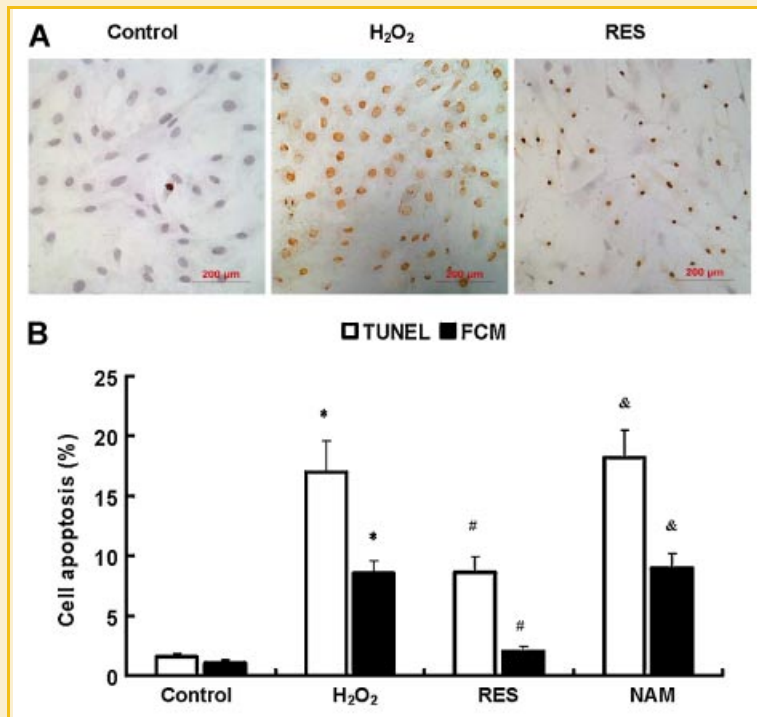 A
Control H₂O₂ RES
200 µm 200 µm 200 µm
B
TUNEL FCM
Cell apoptosis (%)
25
20
15
10
5
0
* * # # & &
Control H₂O₂ RES NAM